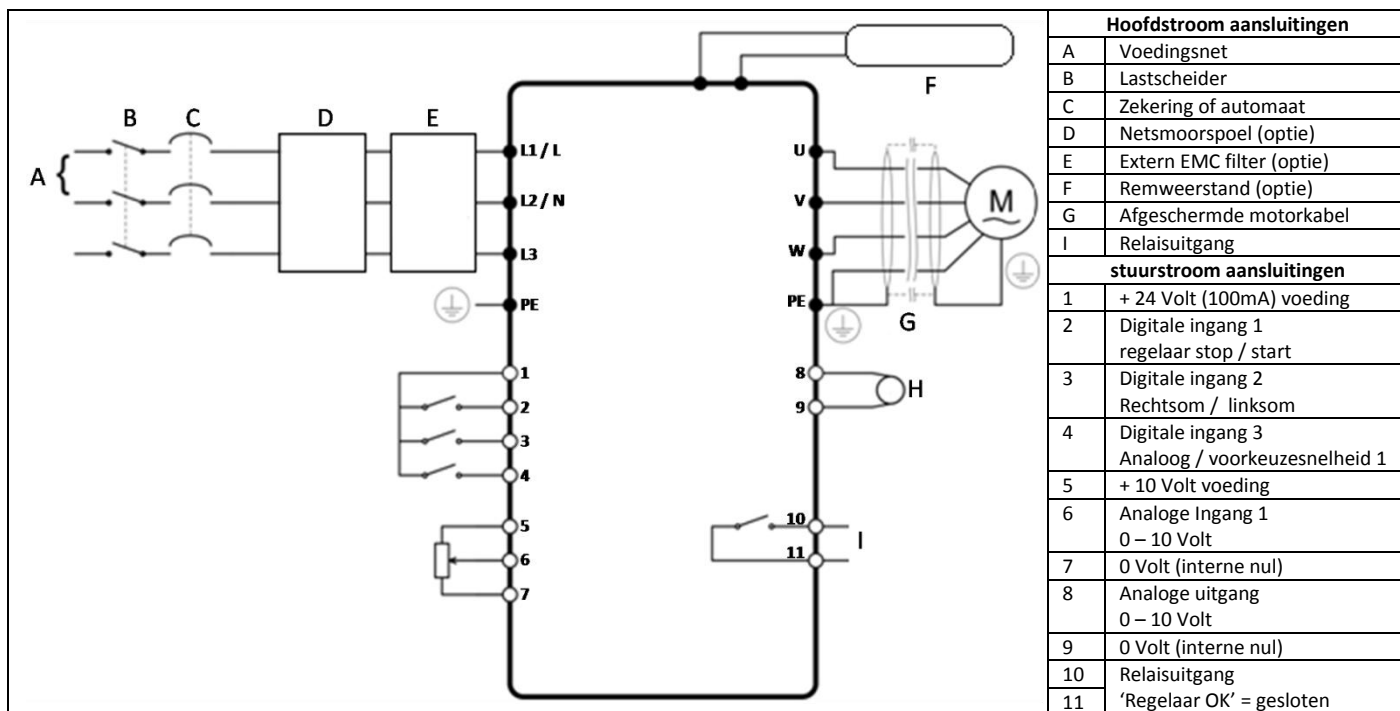 A
B
C
D
E
F
L1 / L
L2 / N
L3
PE
U
V
W
PE
M
G
1
2
3
4
5
6
7
8
9
H
10
11
I
Hoofdstroom aansluitingen
A Voedingsnet
B Lastscheider
C Zekering of automaat
D Netsmoorspoel (optie)
E Extern EMC filter (optie)
F Remweerstand (optie)
G Afgeschermde motorkabel
I Relaisuitgang
stuurstroom aansluitingen
1 + 24 Volt (100mA) voeding
2 Digitale ingang 1
regelaar stop / start
3 Digitale ingang 2
Rechtsom / linksom
4 Digitale ingang 3
Analoog / voorkeuzesnelheid 1
5 + 10 Volt voeding
6 Analoge Ingang 1
0 – 10 Volt
7 0 Volt (interne nul)
8 Analoge uitgang
0 – 10 Volt
9 0 Volt (interne nul)
10 Relaisuitgang
11 ‘Regelaar OK’ = gesloten